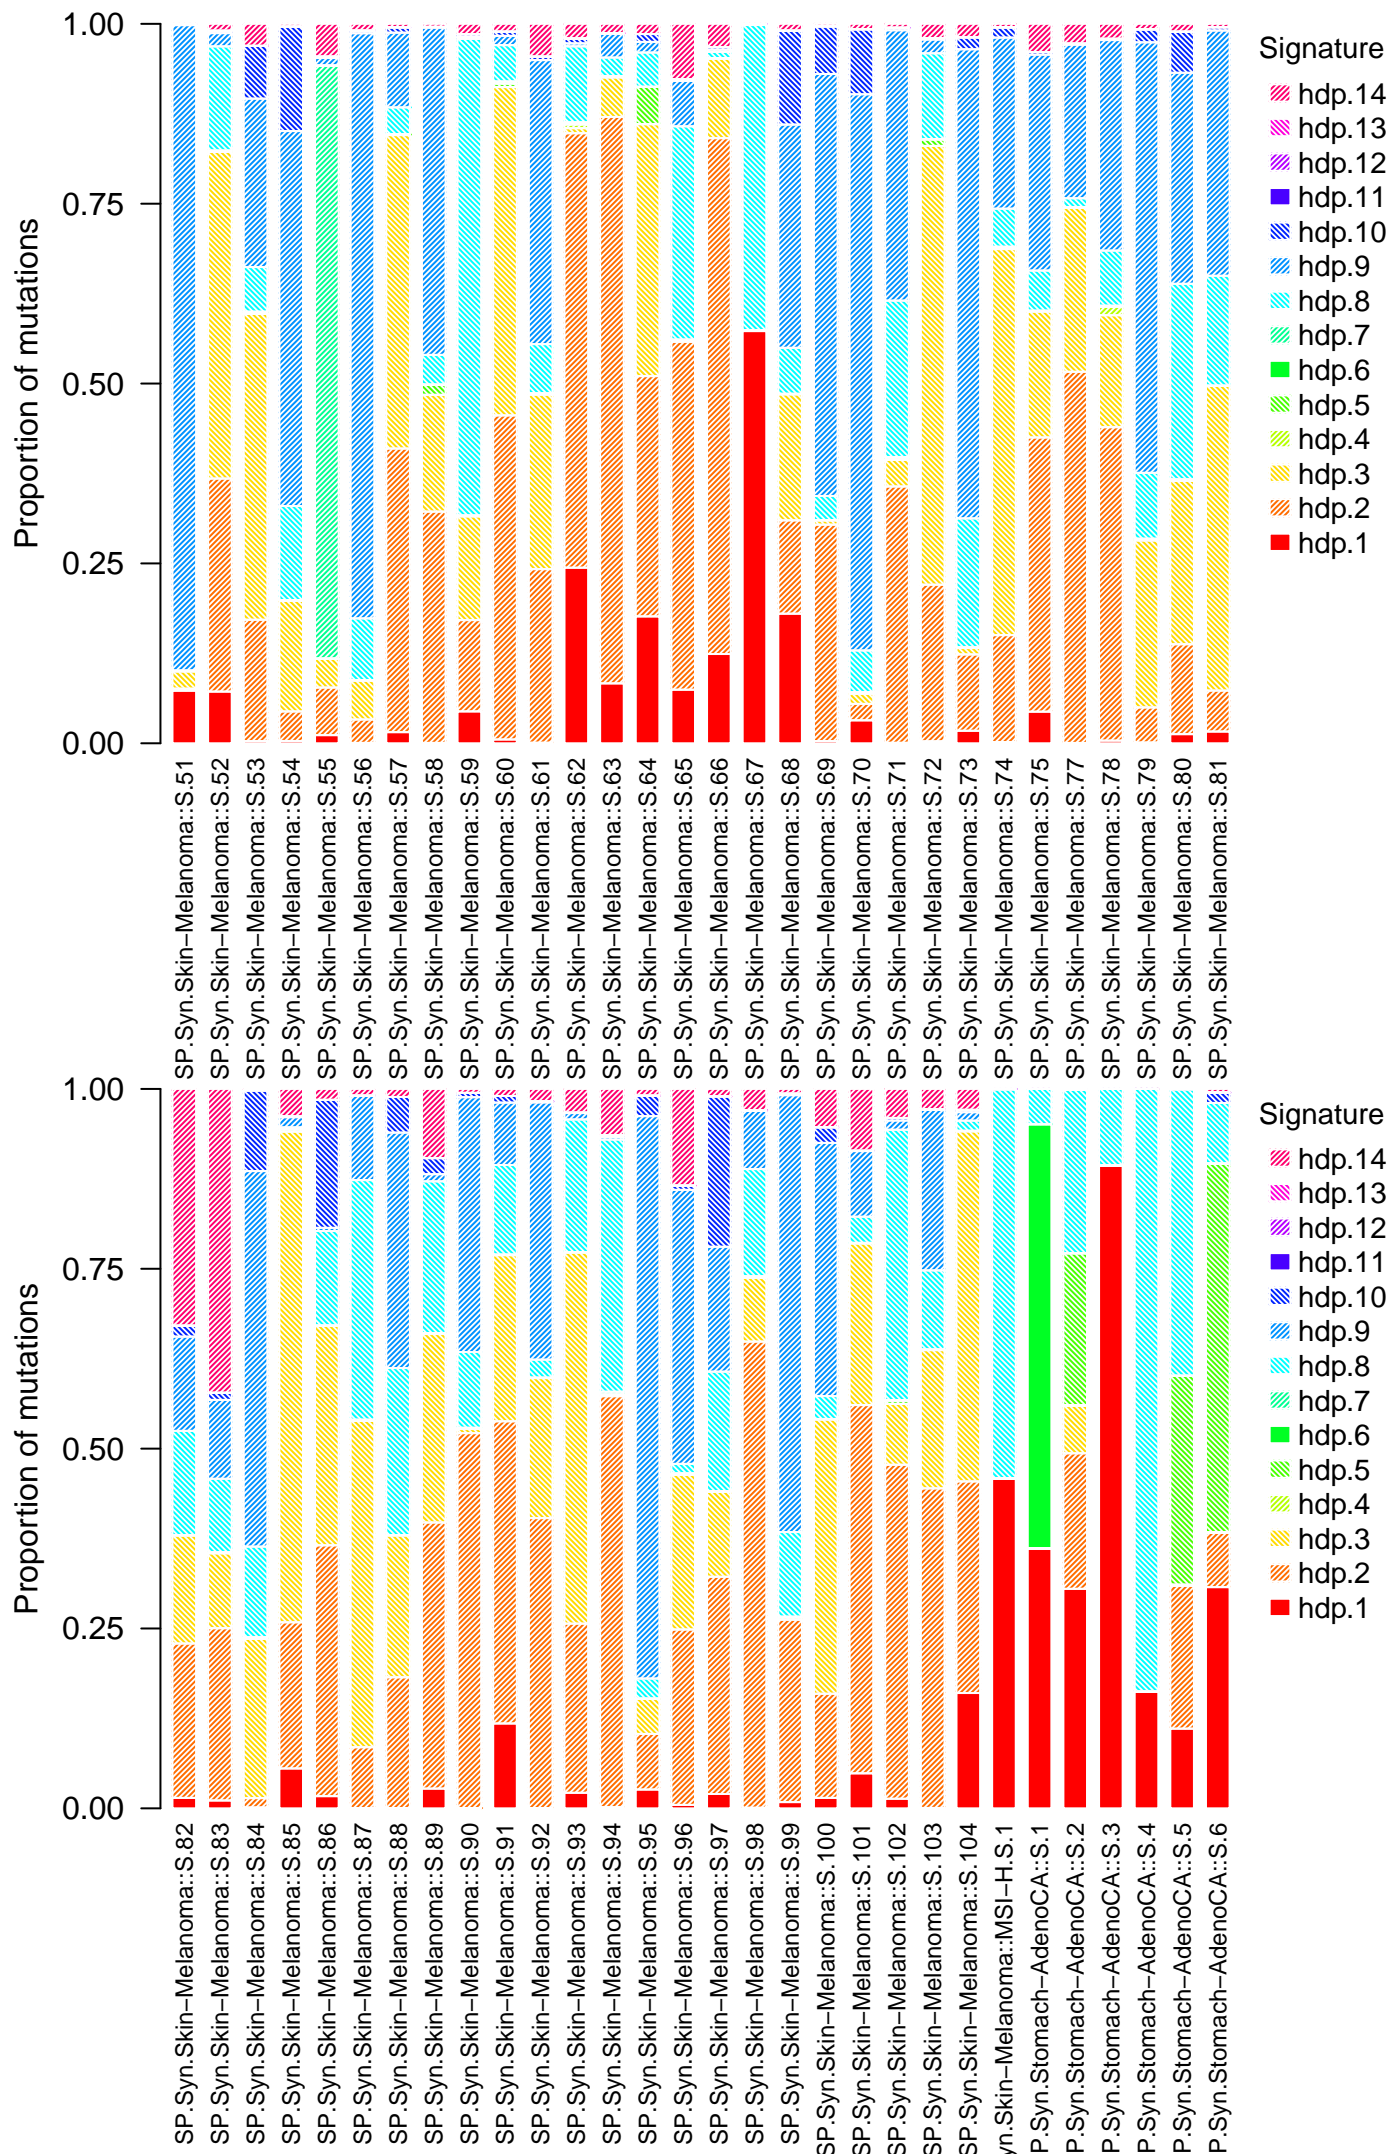 Proportion of mutations
1.00
0.75
0.50
0.25
0.00
Signature
hdp.14
hdp.13
hdp.12
hdp.11
hdp.10
hdp.9
hdp.8
hdp.7
hdp.6
hdp.5
hdp.4
hdp.3
hdp.2
hdp.1
SP.Syn.Skin−Melanoma::S.51
SP.Syn.Skin−Melanoma::S.52
SP.Syn.Skin−Melanoma::S.53
SP.Syn.Skin−Melanoma::S.54
SP.Syn.Skin−Melanoma::S.55
SP.Syn.Skin−Melanoma::S.56
SP.Syn.Skin−Melanoma::S.57
SP.Syn.Skin−Melanoma::S.58
SP.Syn.Skin−Melanoma::S.59
SP.Syn.Skin−Melanoma::S.60
SP.Syn.Skin−Melanoma::S.61
SP.Syn.Skin−Melanoma::S.62
SP.Syn.Skin−Melanoma::S.63
SP.Syn.Skin−Melanoma::S.64
SP.Syn.Skin−Melanoma::S.65
SP.Syn.Skin−Melanoma::S.66
SP.Syn.Skin−Melanoma::S.67
SP.Syn.Skin−Melanoma::S.68
SP.Syn.Skin−Melanoma::S.69
SP.Syn.Skin−Melanoma::S.70
SP.Syn.Skin−Melanoma::S.71
SP.Syn.Skin−Melanoma::S.72
SP.Syn.Skin−Melanoma::S.73
SP.Syn.Skin−Melanoma::S.74
SP.Syn.Skin−Melanoma::S.75
SP.Syn.Skin−Melanoma::S.77
SP.Syn.Skin−Melanoma::S.78
SP.Syn.Skin−Melanoma::S.79
SP.Syn.Skin−Melanoma::S.80
SP.Syn.Skin−Melanoma::S.81
Proportion of mutations
1.00
0.75
0.50
0.25
0.00
Signature
hdp.14
hdp.13
hdp.12
hdp.11
hdp.10
hdp.9
hdp.8
hdp.7
hdp.6
hdp.5
hdp.4
hdp.3
hdp.2
hdp.1
SP.Syn.Skin−Melanoma::S.82
SP.Syn.Skin−Melanoma::S.83
SP.Syn.Skin−Melanoma::S.84
SP.Syn.Skin−Melanoma::S.85
SP.Syn.Skin−Melanoma::S.86
SP.Syn.Skin−Melanoma::S.87
SP.Syn.Skin−Melanoma::S.88
SP.Syn.Skin−Melanoma::S.89
SP.Syn.Skin−Melanoma::S.90
SP.Syn.Skin−Melanoma::S.91
SP.Syn.Skin−Melanoma::S.92
SP.Syn.Skin−Melanoma::S.93
SP.Syn.Skin−Melanoma::S.94
SP.Syn.Skin−Melanoma::S.95
SP.Syn.Skin−Melanoma::S.96
SP.Syn.Skin−Melanoma::S.97
SP.Syn.Skin−Melanoma::S.98
SP.Syn.Skin−Melanoma::S.99
SP.Syn.Skin−Melanoma::S.100
SP.Syn.Skin−Melanoma::S.101
SP.Syn.Skin−Melanoma::S.102
SP.Syn.Skin−Melanoma::S.103
SP.Syn.Skin−Melanoma::S.104
yn.Skin−Melanoma::MSI−H.S.1
P.Syn.Stomach−AdenoCA::S.1
P.Syn.Stomach−AdenoCA::S.2
P.Syn.Stomach−AdenoCA::S.3
P.Syn.Stomach−AdenoCA::S.4
P.Syn.Stomach−AdenoCA::S.5
P.Syn.Stomach−AdenoCA::S.6